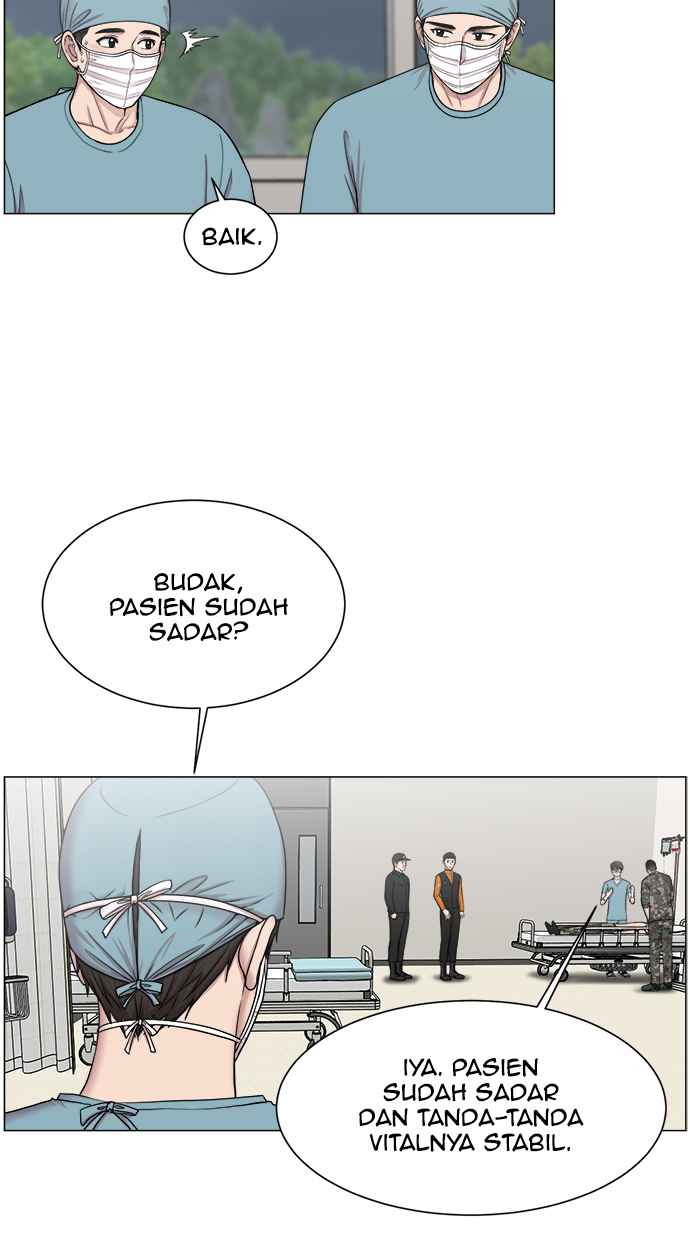 BAIK.
BUDAK,
PASIEN SUDAH
SADAR?
IYA. PASIEN
SUDAH SADAR
DAN TANDA-TANDA
VITALNYA STABIL.